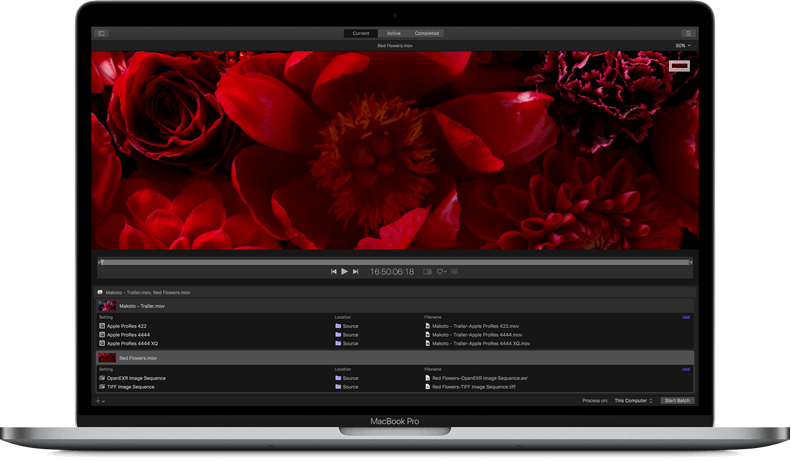 Current Active Completed
Red Flowers.mov 60%
16:50:06:18
Makoto - Trailer.mov, Red Flowers.mov
Makoto - Trailer.mov
Setting Location Filename Add
Apple ProRes 422 Source Makoto - Trailer-Apple ProRes 422.mov
Apple ProRes 4444 Source Makoto - Trailer-Apple ProRes 4444.mov
Apple ProRes 4444 XQ Source Makoto - Trailer-Apple ProRes 4444 XQ.mov
Red Flowers.mov
Setting Location Filename Add
OpenEXR Image Sequence Source Red Flowers-OpenEXR Image Sequence.exr
TIFF Image Sequence Source Red Flowers-TIFF Image Sequence.tiff
Process on: This Computer Start Batch
MacBook Pro